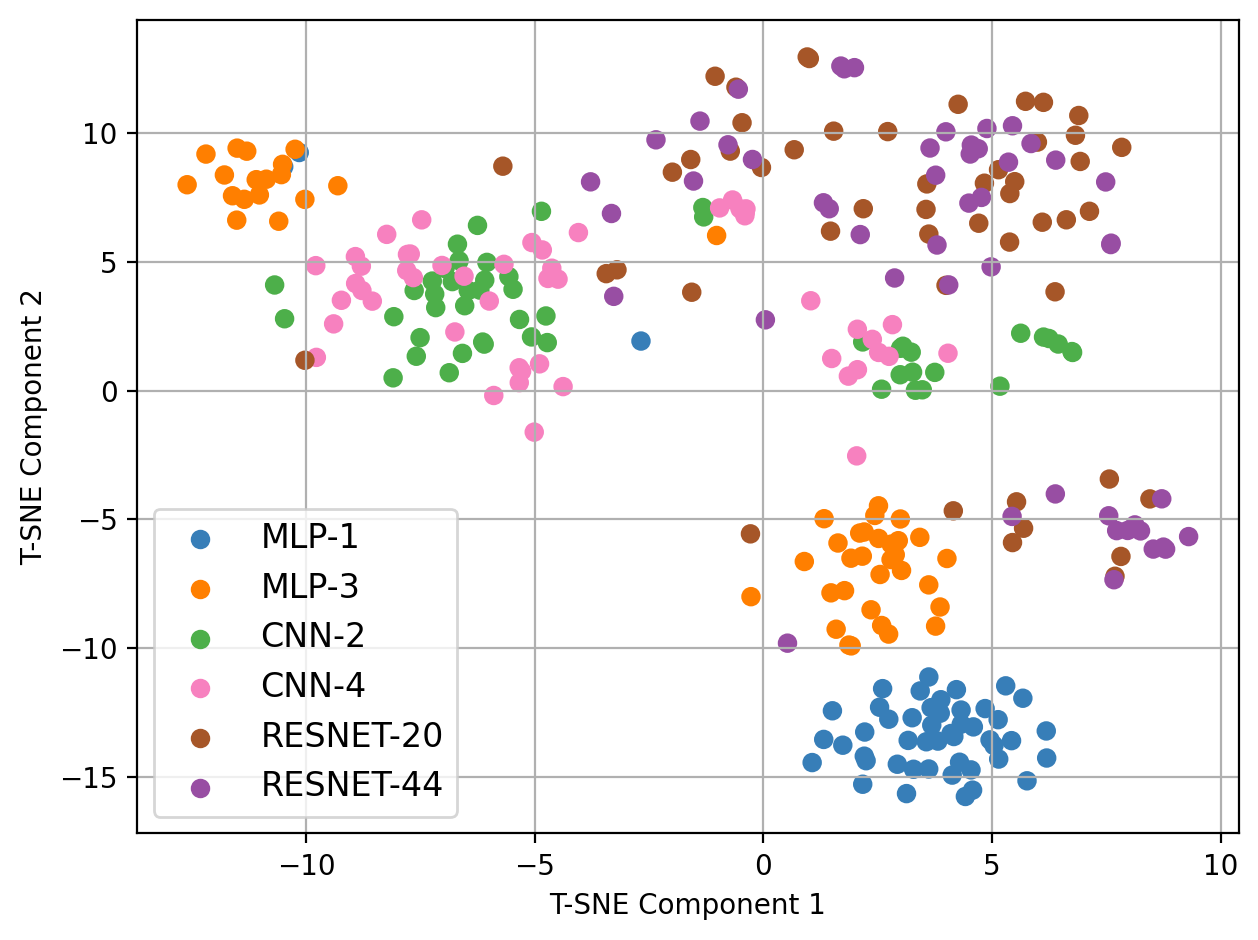 T-SNE Component 2
10
5
0
−5
−10
−15
MLP-1
MLP-3
CNN-2
CNN-4
RESNET-20
RESNET-44
−10
−5
0
5
10
T-SNE Component 1